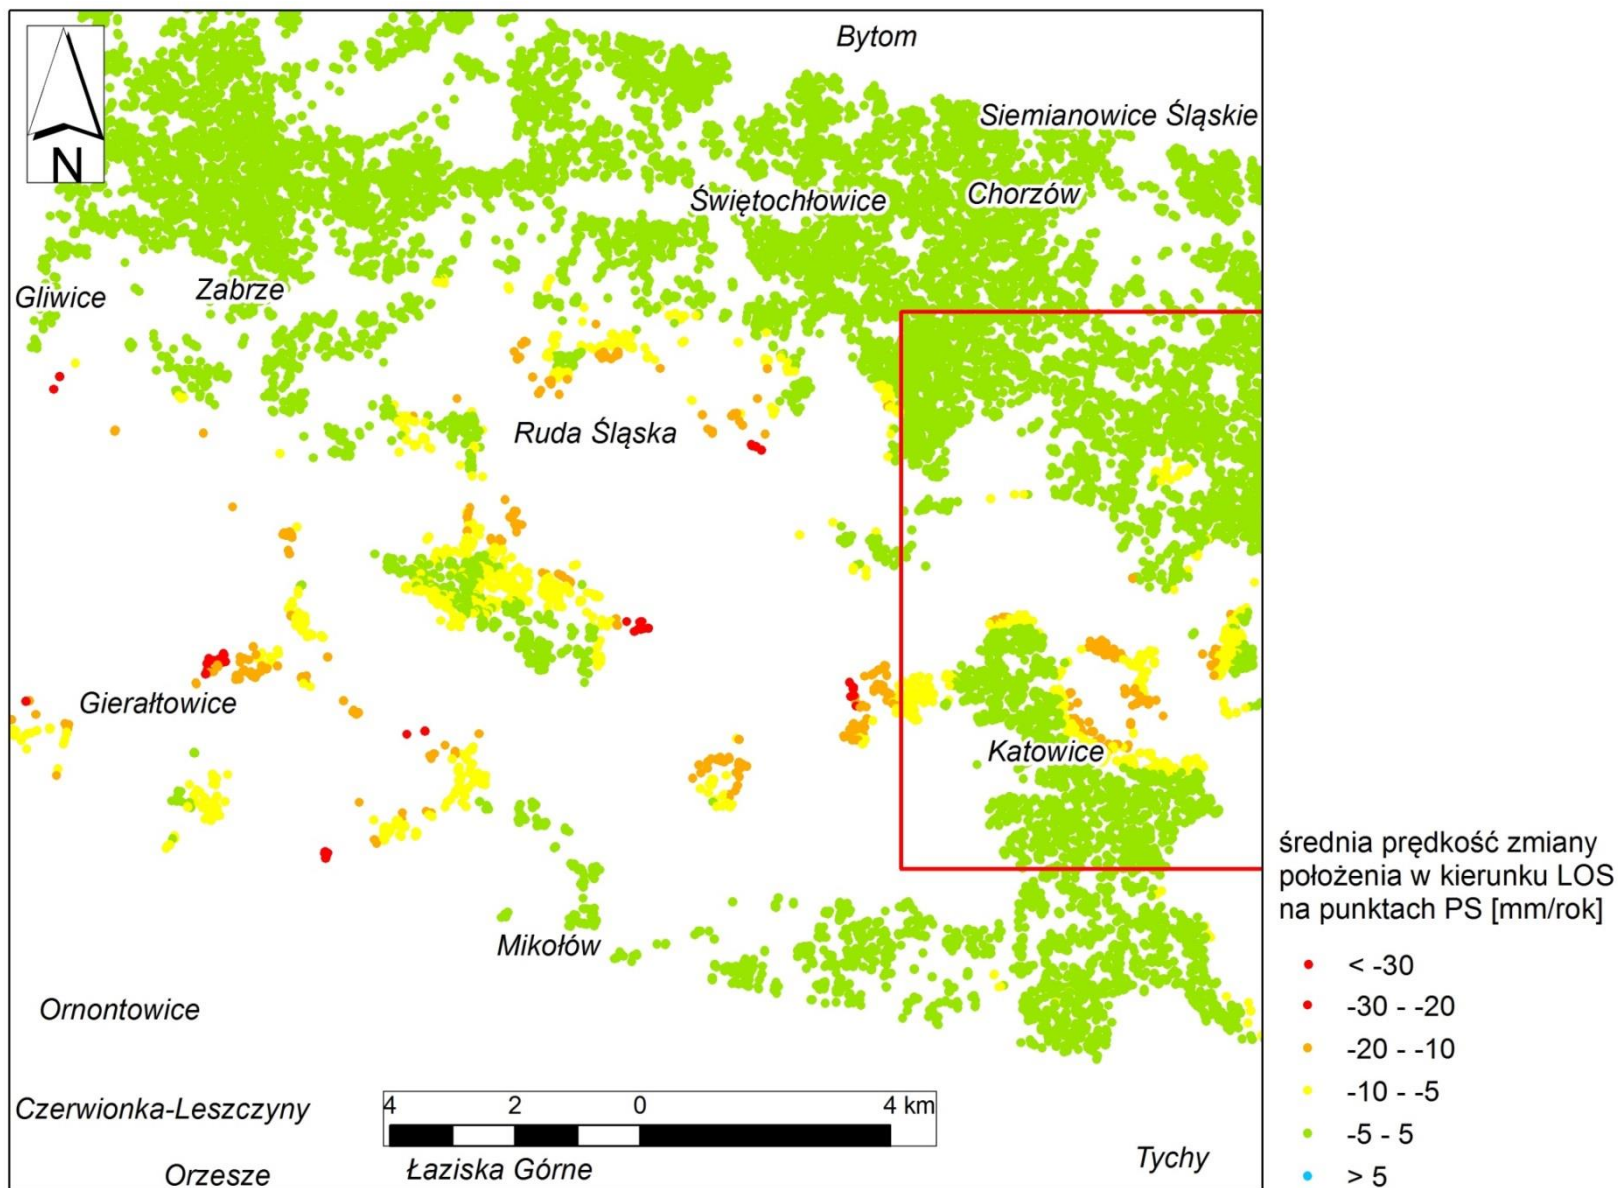 Bytom
Siemianowice Śląskie
N
Świętochłowice
Chorzów
Gliwice
Zabrze
Ruda Śląska
Gierałtowice
Katowice
Mikołów
Ornontowice
Czerwionka-Leszczyny
4 2 0 4 km
Orzesze
Łaziska Górne
Tychy
średnia prędkość zmiany
położenia w kierunku LOS
na punktach PS [mm/rok]
< -30
-30 - -20
-20 - -10
-10 - -5
-5 - 5
> 5